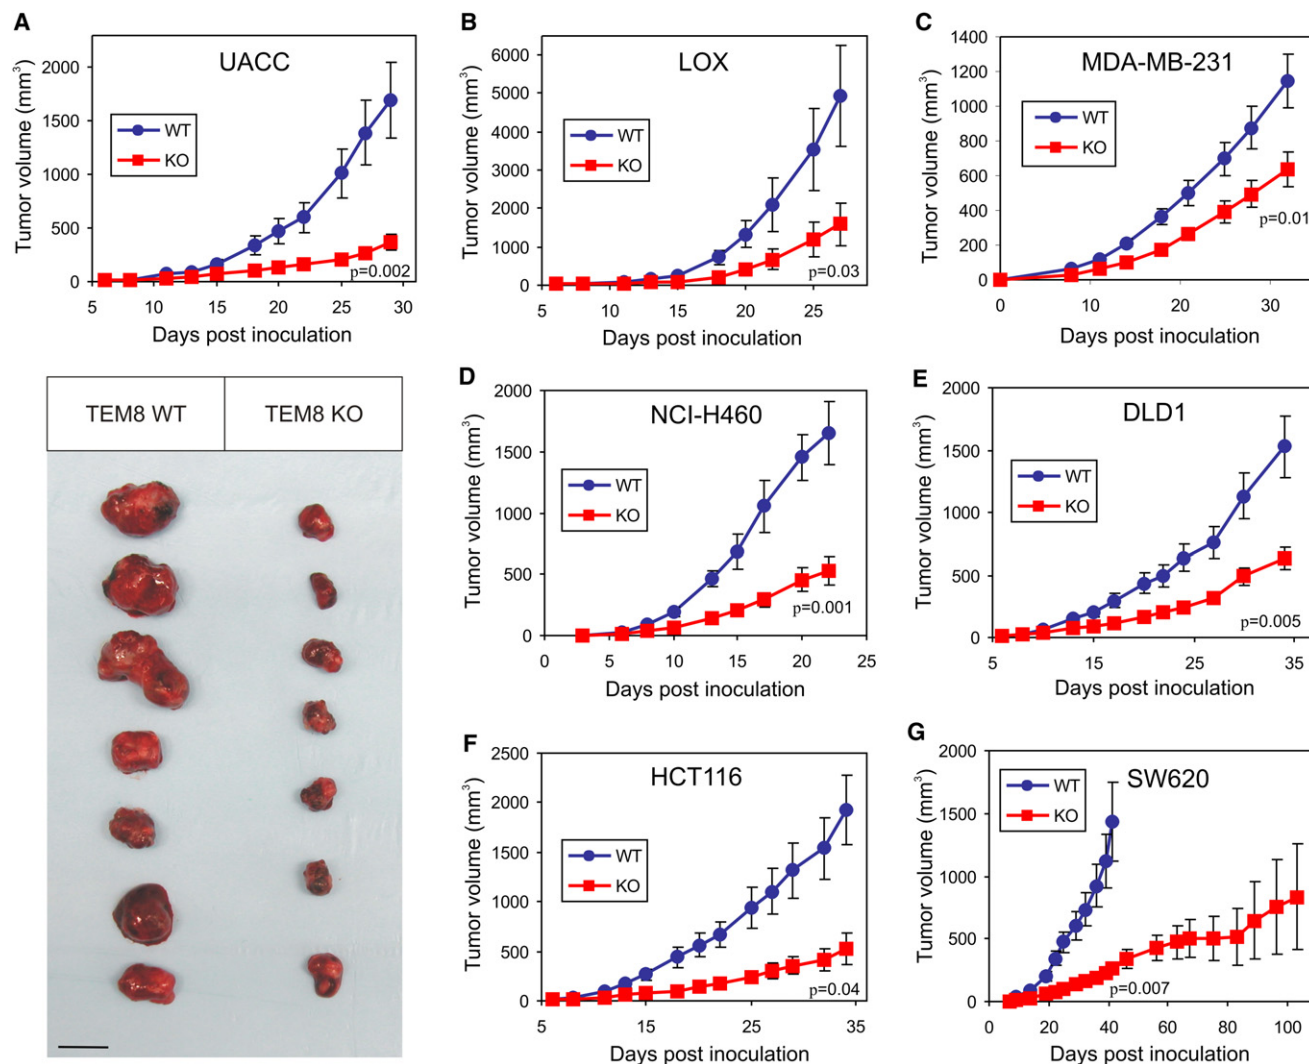 A
UACC
Tumor volume (mm³)
2000
1500
1000
500
0
WT
KO
p=0.002
5
10
15
20
25
30
Days post inoculation
B
LOX
Tumor volume (mm³)
6000
5000
4000
3000
2000
1000
0
WT
KO
p=0.03
5
10
15
20
25
Days post inoculation
C
MDA-MB-231
Tumor volume (mm³)
1400
1200
1000
800
600
400
200
0
WT
KO
p=0.01
0
10
20
30
Days post inoculation
TEM8 WT
TEM8 KO
D
NCI-H460
Tumor volume (mm³)
2000
1500
1000
500
0
WT
KO
p=0.001
0
5
10
15
20
25
Days post inoculation
E
DLD1
Tumor volume (mm³)
2000
1500
1000
500
0
WT
KO
p=0.005
5
15
25
35
Days post inoculation
F
HCT116
Tumor volume (mm³)
2500
2000
1500
1000
500
0
WT
KO
p=0.04
5
15
25
35
Days post inoculation
G
SW620
Tumor volume (mm³)
2000
1500
1000
500
0
WT
KO
p=0.007
0
20
40
60
80
100
Days post inoculation